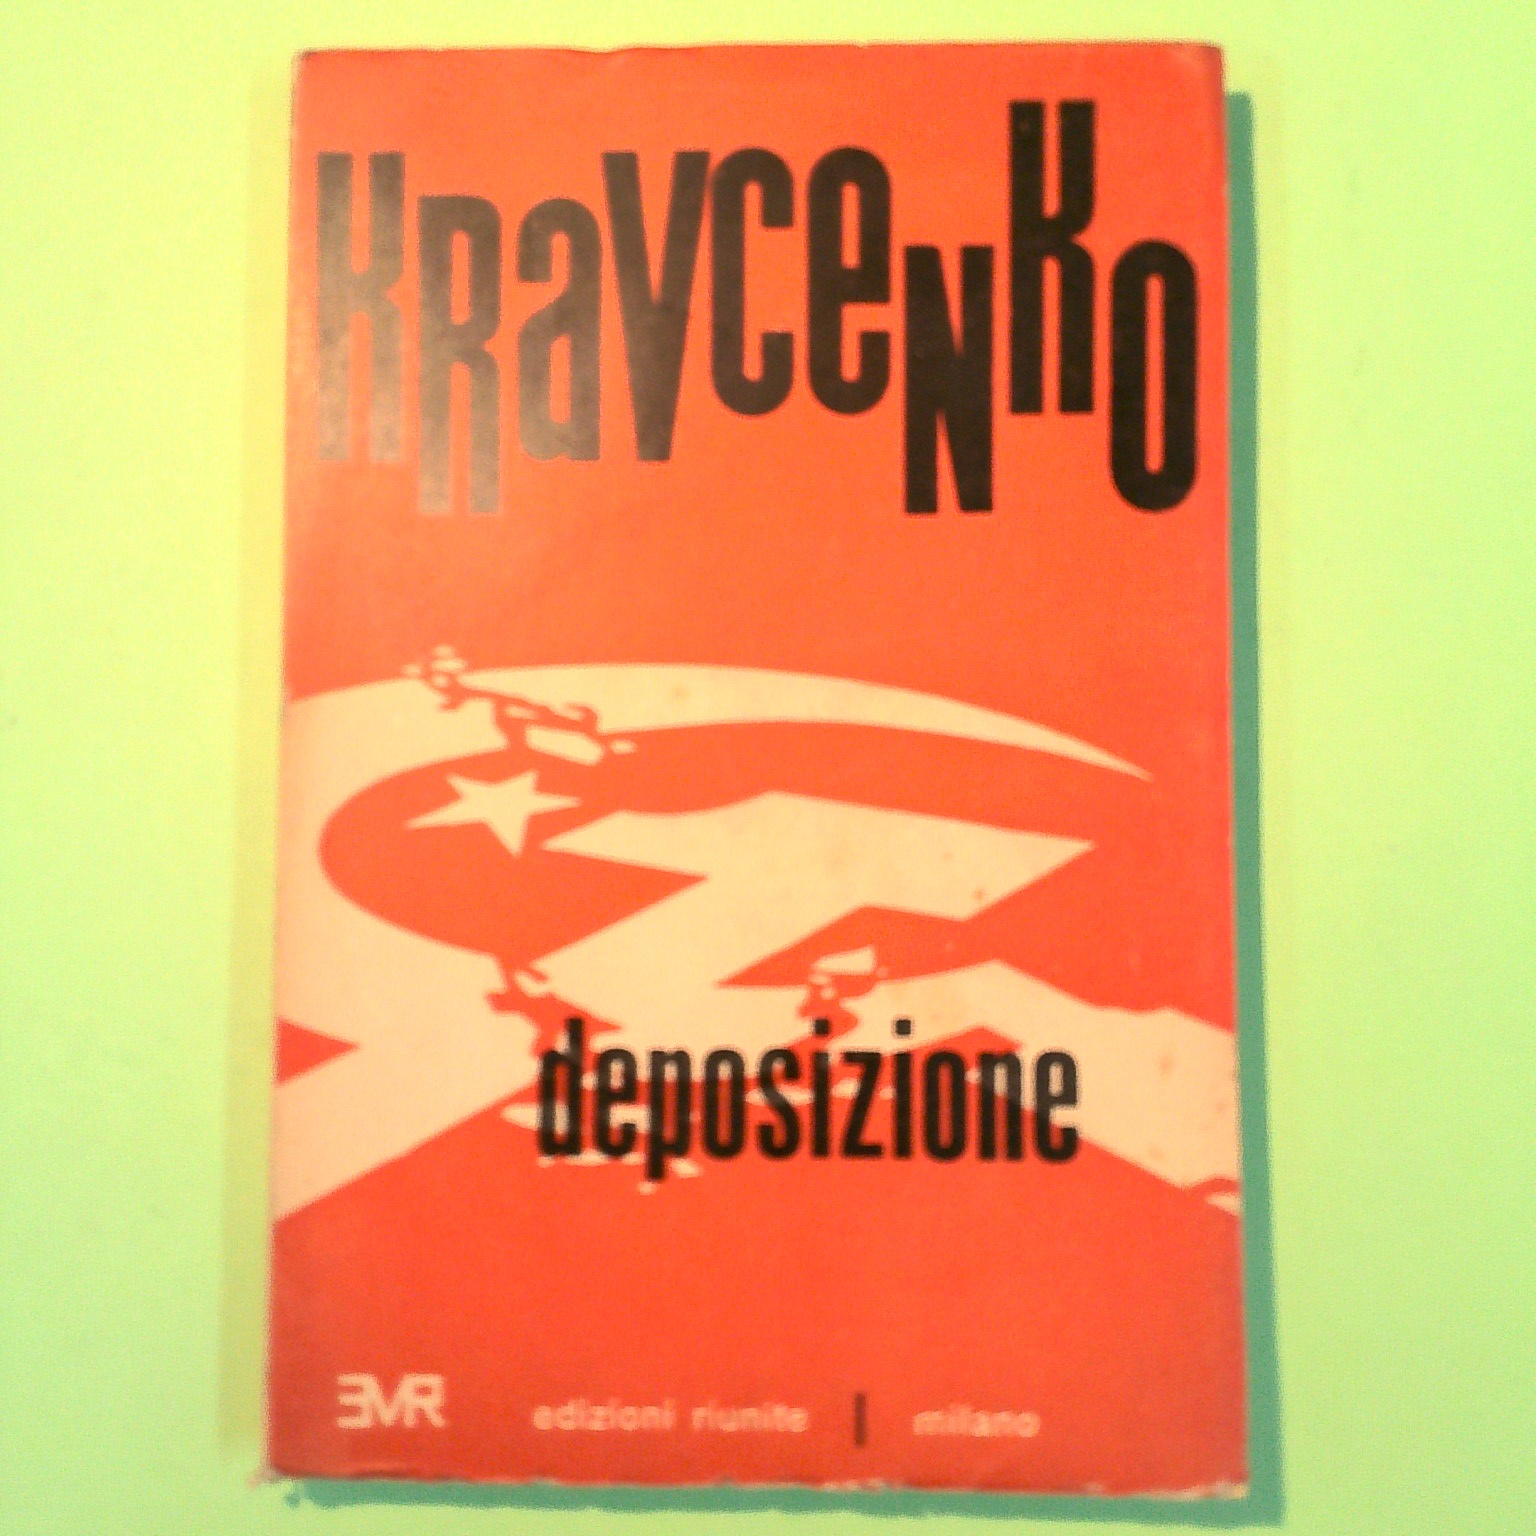 KRaVCeNKO
deposizione
EMR edizioni riunite | milano